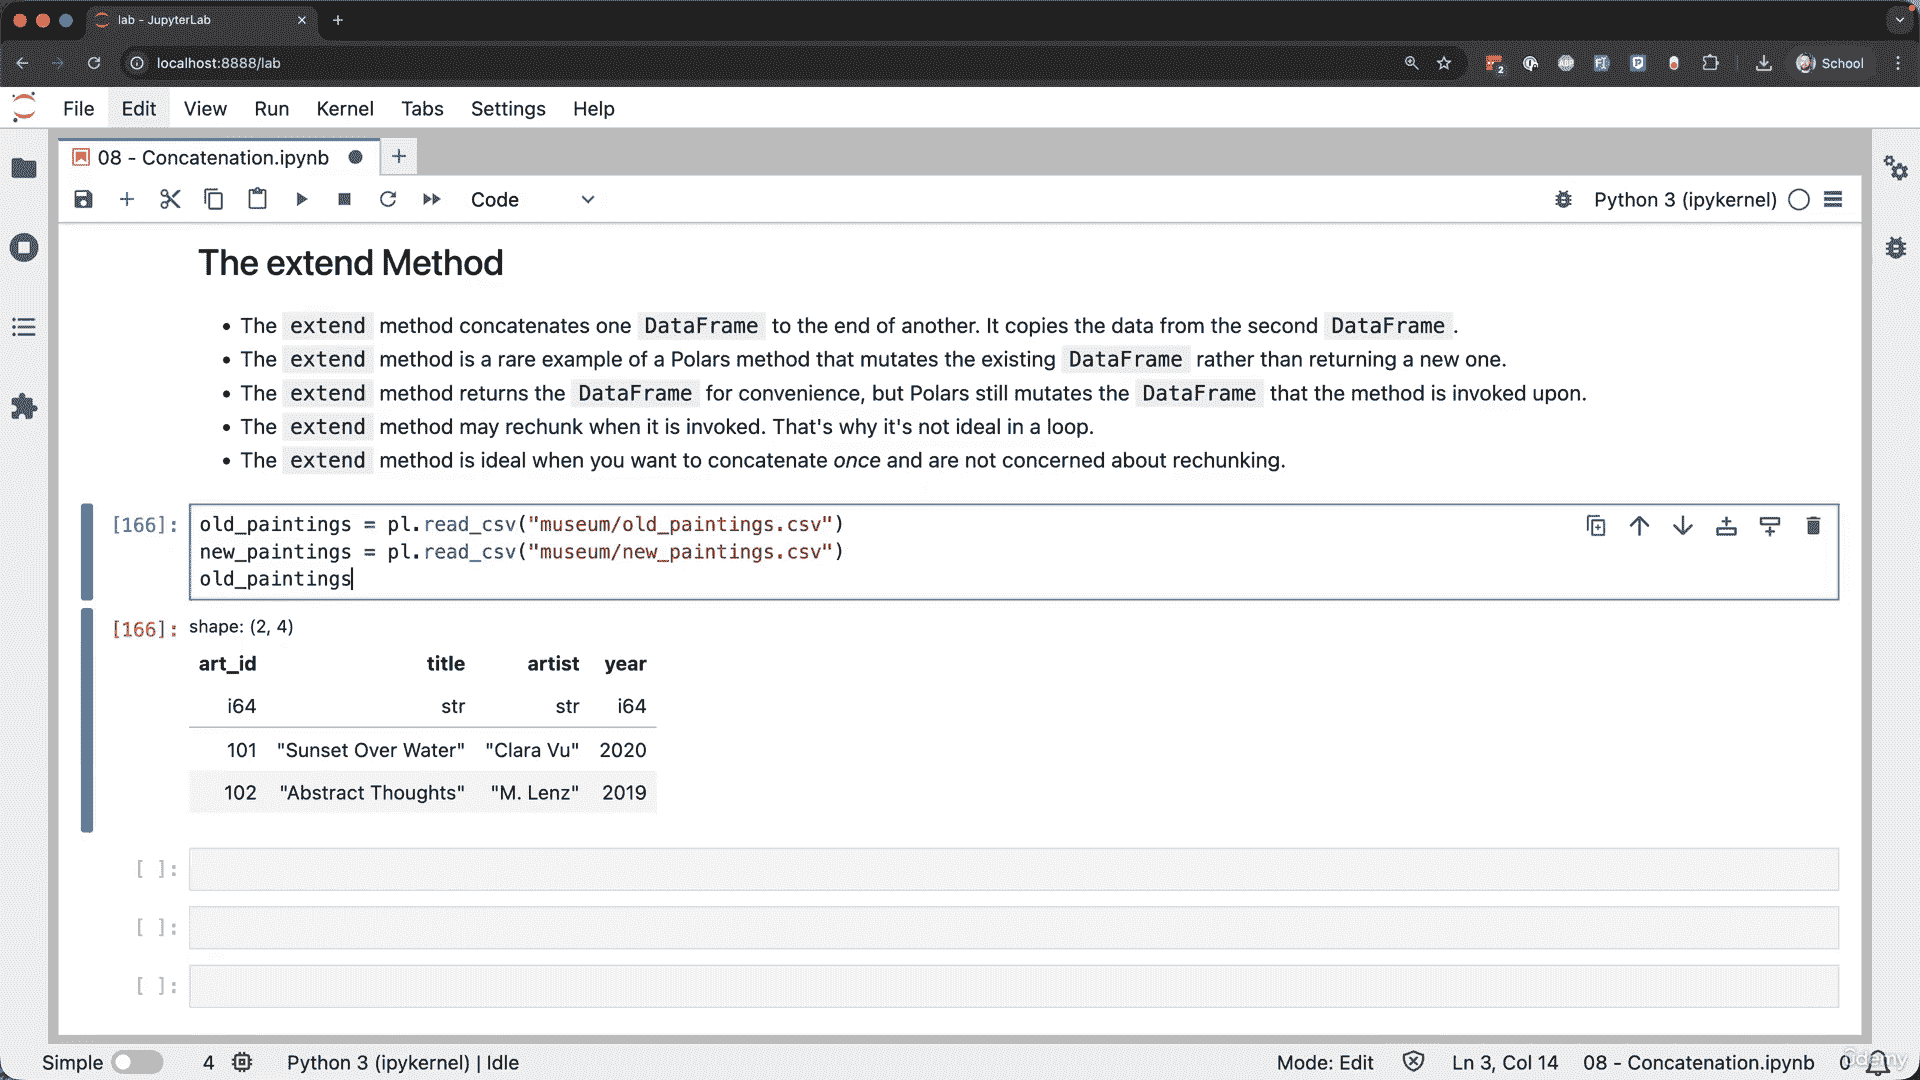 lab - JupyterLab
localhost:8888/lab
2
ABP
School
File Edit View Run Kernel Tabs Settings Help
08 - Concatenation.ipynb
Code
Python 3 (ipykernel)
The extend Method
The extend method concatenates one DataFrame to the end of another. It copies the data from the second DataFrame.
The extend method is a rare example of a Polars method that mutates the existing DataFrame rather than returning a new one.
The extend method returns the DataFrame for convenience, but Polars still mutates the DataFrame that the method is invoked upon.
The extend method may rechunk when it is invoked. That's why it's not ideal in a loop.
The extend method is ideal when you want to concatenate once and are not concerned about rechunking.
[166]: old_paintings = pl.read_csv("museum/old_paintings.csv")
new_paintings = pl.read_csv("museum/new_paintings.csv")
old_paintings
[166]: shape: (2, 4)
art_id title artist year
i64 str str i64
101 "Sunset Over Water" "Clara Vu" 2020
102 "Abstract Thoughts" "M. Lenz" 2019
[ ]:
[ ]:
[ ]:
Simple 4 Python 3 (ipykernel) | Idle Mode: Edit Ln 3, Col 14 08 - Concatenation.ipynb 0
udemy